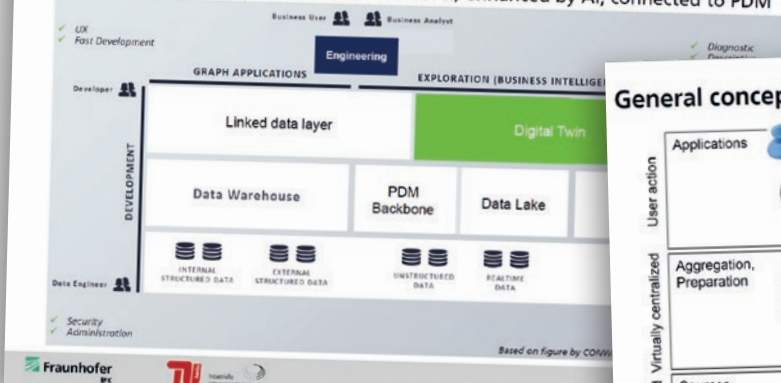 enhanced by AI, connected to PDM
Business User
Business Analyst
UX
Fast Development
Engineering
Diagnostic
GRAPH APPLICATIONS
EXPLORATION (BUSINESS INTELLIGE
Developer
Linked data layer
Digital Twin
DEVELOPMENT
Data Warehouse
PDM
Backbone
Data Lake
INTERNAL
STRUCTURED DATA
EXTERNAL
STRUCTURED DATA
UNSTRUCTURED
DATA
REALTIME
DATA
Data Engineer
Security
Administration
Based on figure by CONW
Fraunhofer
General concep
Applications
User action
Aggregation,
Preparation
Virtually centralized